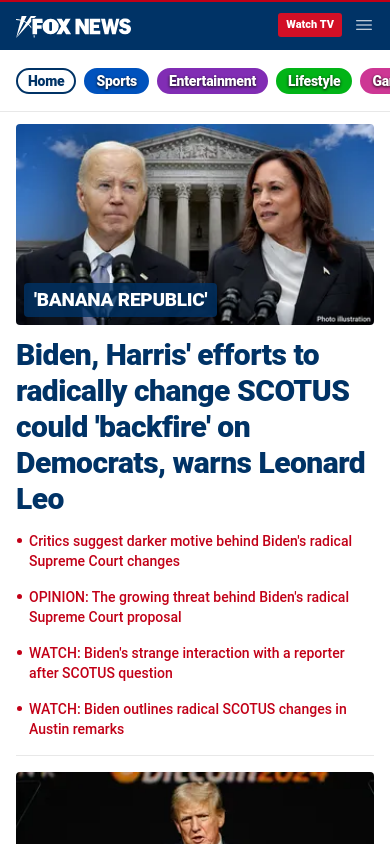 FOX NEWS
Watch TV
Home
Sports
Entertainment
Lifestyle
'BANANA REPUBLIC'
Photo illustration
Biden, Harris' efforts to
radically change SCOTUS
could 'backfire' on
Democrats, warns Leonard
Leo
• Critics suggest darker motive behind Biden's radical
Supreme Court changes
• OPINION: The growing threat behind Biden's radical
Supreme Court proposal
• WATCH: Biden's strange interaction with a reporter
after SCOTUS question
• WATCH: Biden outlines radical SCOTUS changes in
Austin remarks
Bitcoin2024